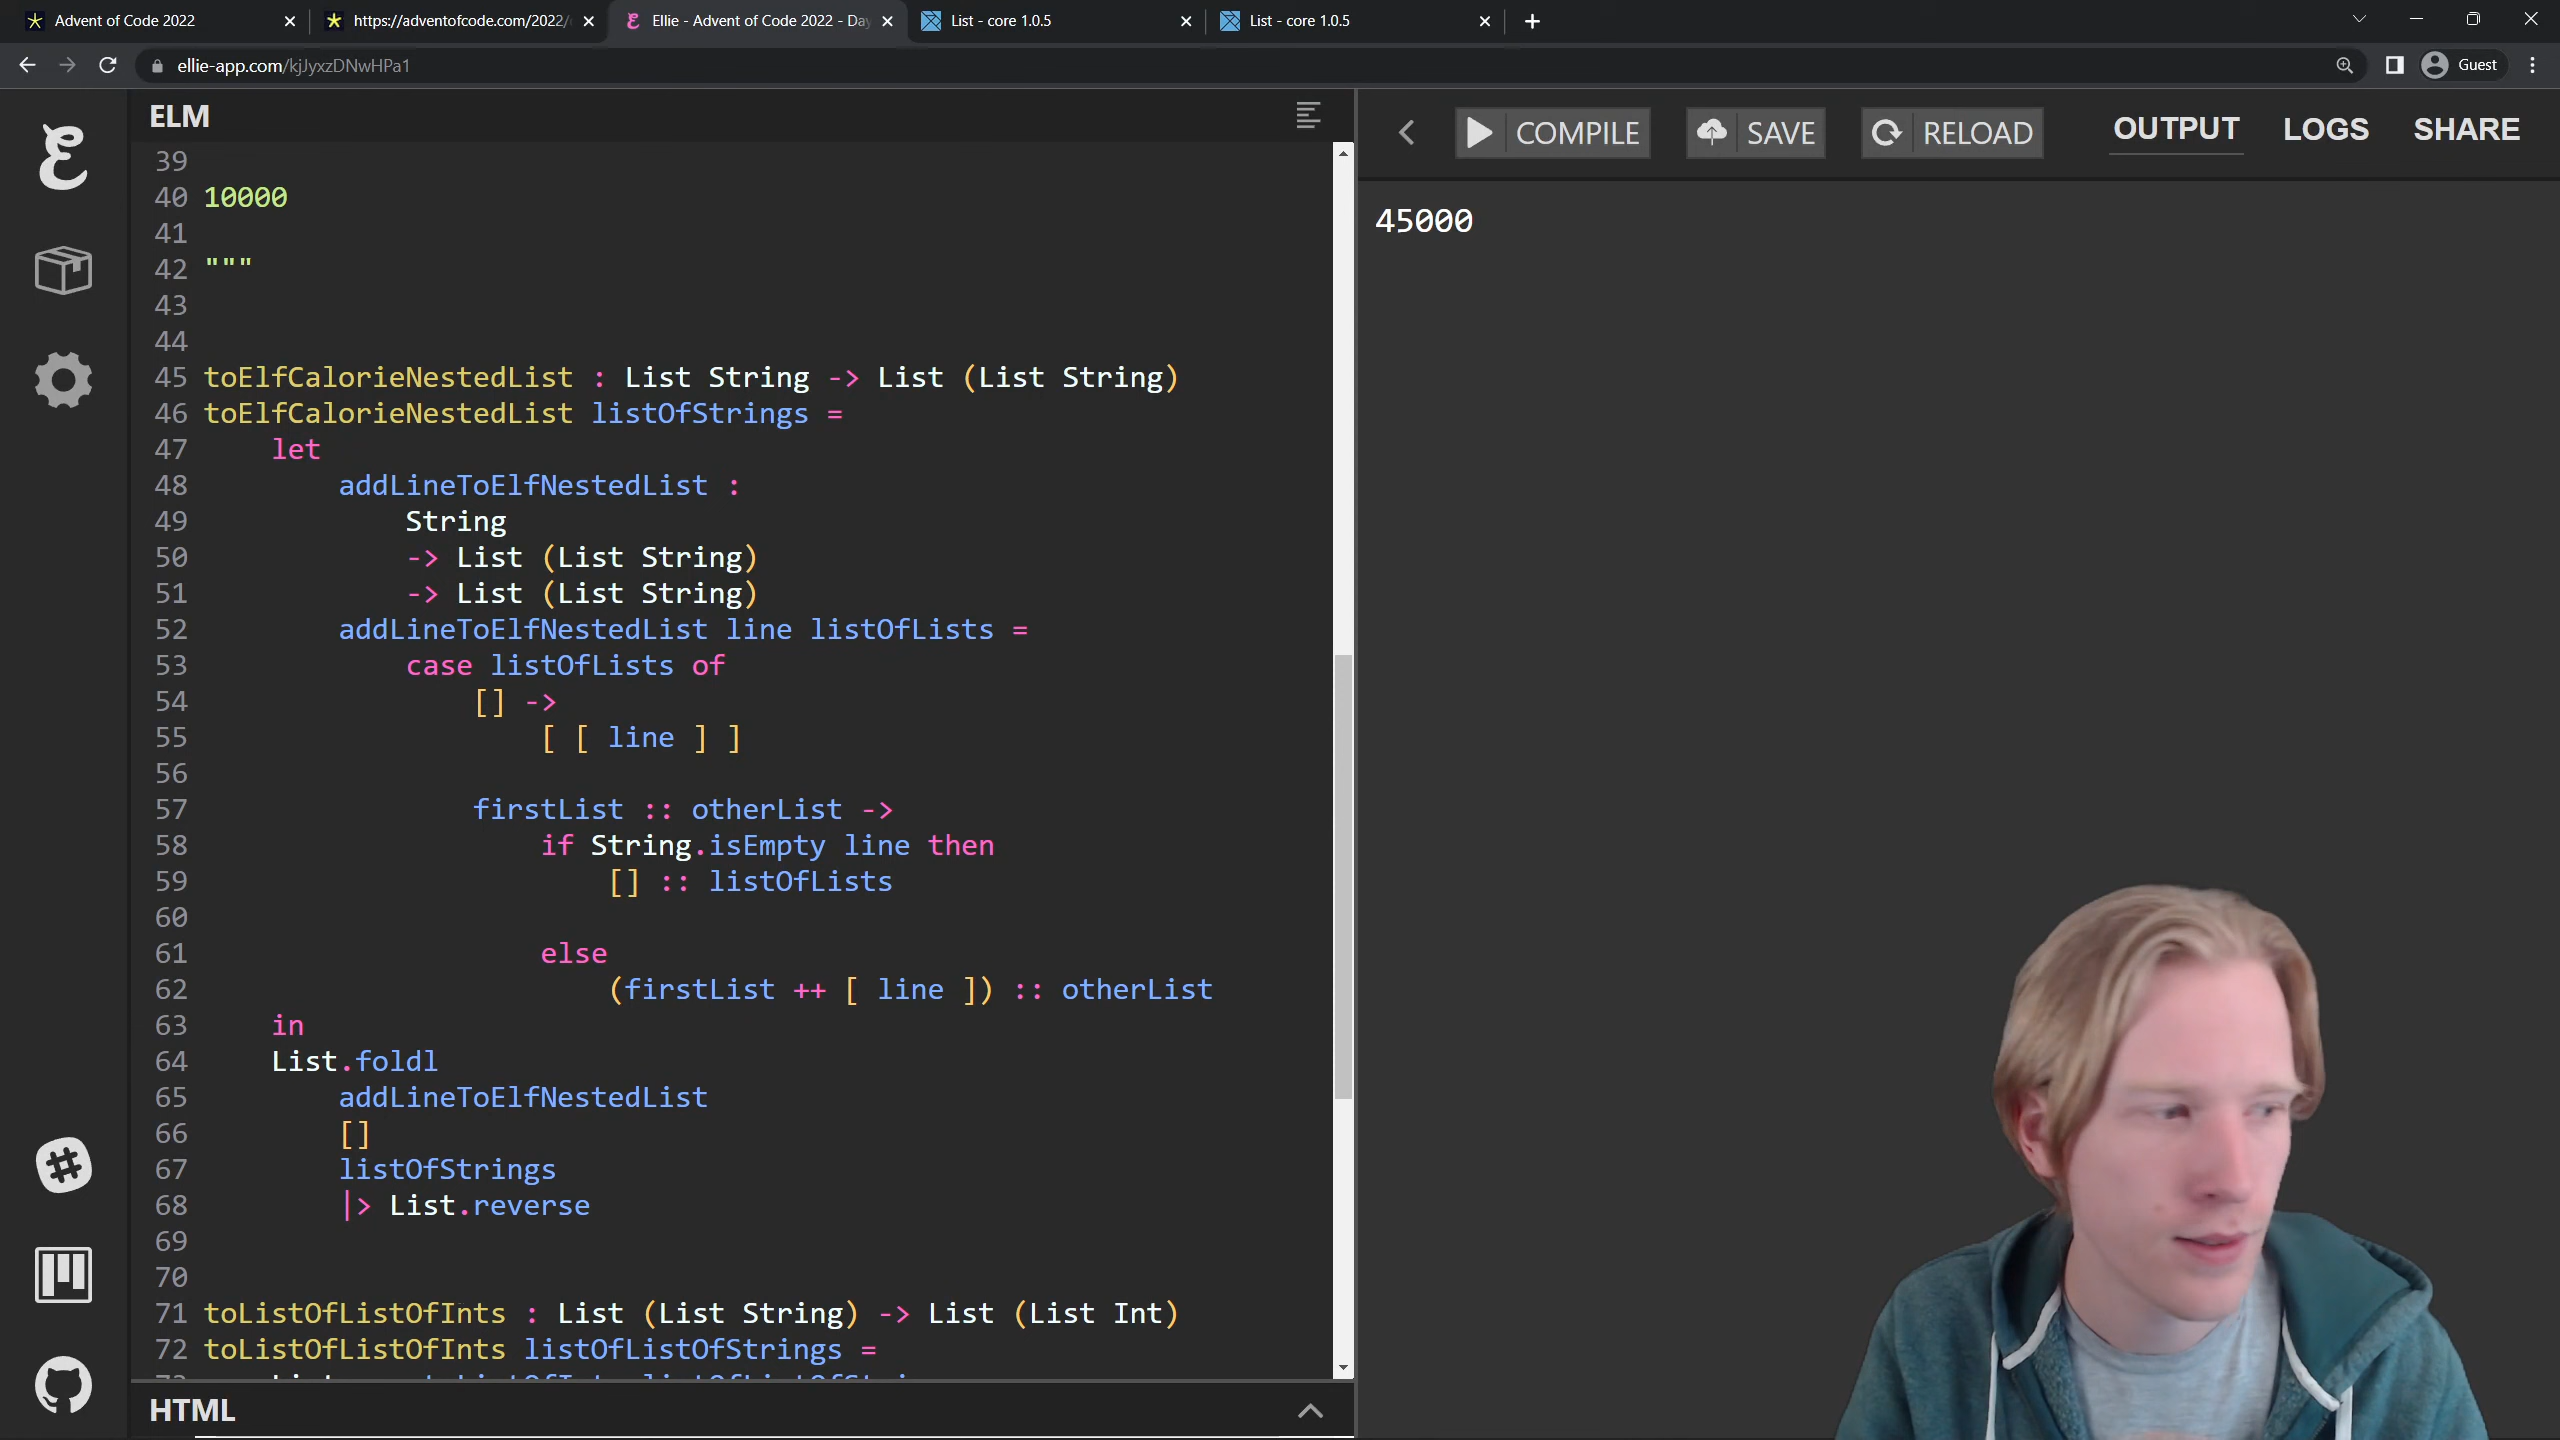 Advent of Code 2022
https://adventofcode.com/2022/
Ellie - Advent of Code 2022 - Da
List - core 1.0.5
List - core 1.0.5
ellie-app.com/kjJyxzDNwHPa1
Guest
ELM
COMPILE
SAVE
RELOAD
OUTPUT
LOGS
SHARE
45000
39
40 10000
41
42 """
43
44
45 toElfCalorieNestedList : List String -> List (List String)
46 toElfCalorieNestedList listOfStrings =
47 let
48 addLineToElfNestedList :
49 String
50 -> List (List String)
51 -> List (List String)
52 addLineToElfNestedList line listOfLists =
53 case listOfLists of
54 [] ->
55 [ [ line ] ]
56
57 firstList :: otherList ->
58 if String.isEmpty line then
59 [] :: listOfLists
60
61 else
62 (firstList ++ [ line ]) :: otherList
63 in
64 List.foldl
65 addLineToElfNestedList
66 []
67 listOfStrings
68 |> List.reverse
69
70
71 toListOfListOfInts : List (List String) -> List (List Int)
72 toListOfListOfInts listOfListOfStrings =
HTML